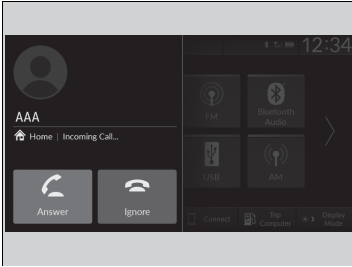 12:34
AAA
Home | Incoming Call...
Answer
Ignore
FM
Bluetooth
Audio
USB
AM
Connect
Trip
Computer
Display
Mode